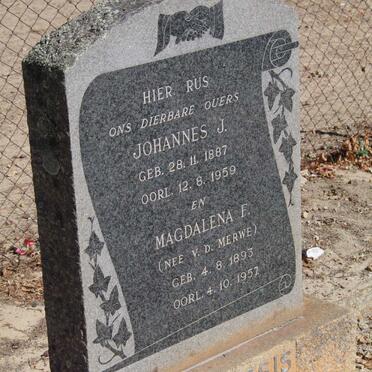 HIER RUS
ONS DIERBARE OUERS
JOHANNES J.
GEB. 28. 11. 1887
OORL. 12. 8. 1959
EN
MAGDALENA F.
(NEE V. D. MERWE)
GEB. 4. 8. 1893
OORL. 4. 10. 1957